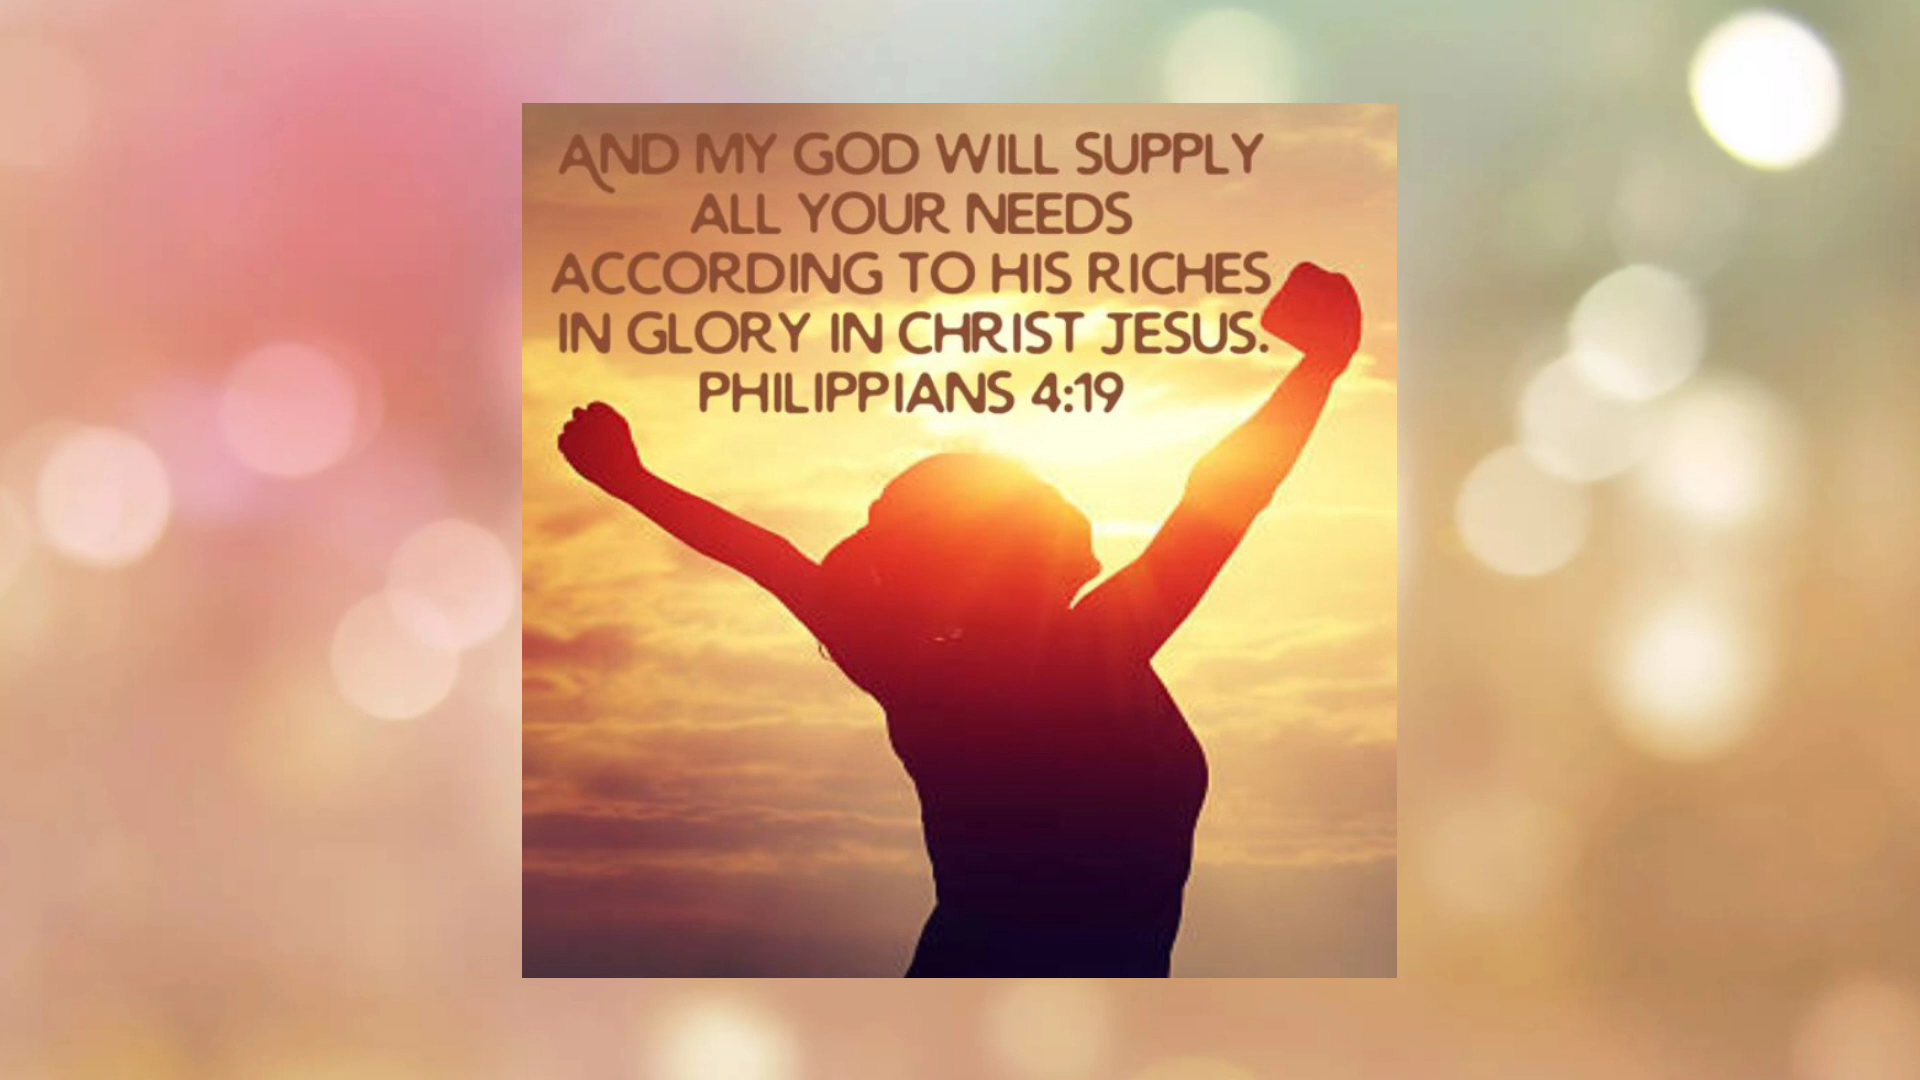 AND MY GOD WILL SUPPLY
ALL YOUR NEEDS
ACCORDING TO HIS RICHES
IN GLORY IN CHRIST JESUS.
PHILIPPIANS 4:19